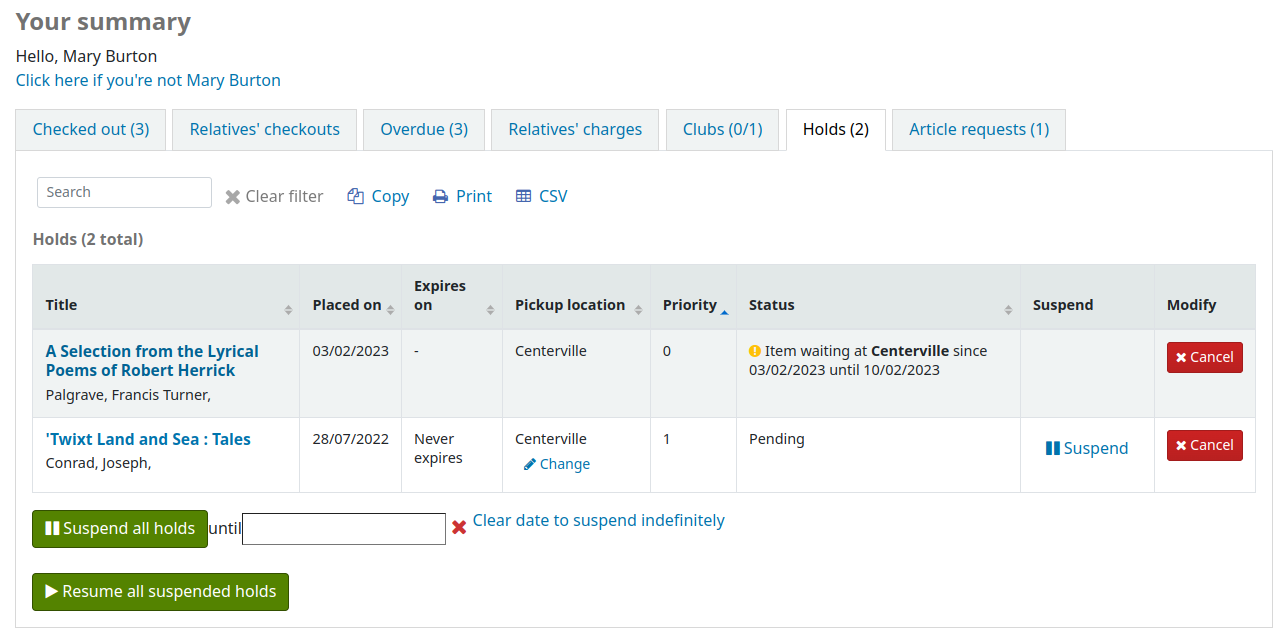 Your summary
Hello, Mary Burton
Click here if you're not Mary Burton
Checked out (3) Relatives' checkouts Overdue (3) Relatives' charges Clubs (0/1) Holds (2) Article requests (1)
Search Clear filter Copy Print CSV
Holds (2 total)
Title Placed on Expires on Pickup location Priority Status Suspend Modify
A Selection from the Lyrical Poems of Robert Herrick
Palgrave, Francis Turner,
03/02/2023
-
Centerville
0
Item waiting at Centerville since
03/02/2023 until 10/02/2023
Cancel
'Twixt Land and Sea : Tales
Conrad, Joseph,
28/07/2022
Never
expires
Centerville
Change
1
Pending
Suspend
Cancel
Suspend all holds until Clear date to suspend indefinitely
Resume all suspended holds